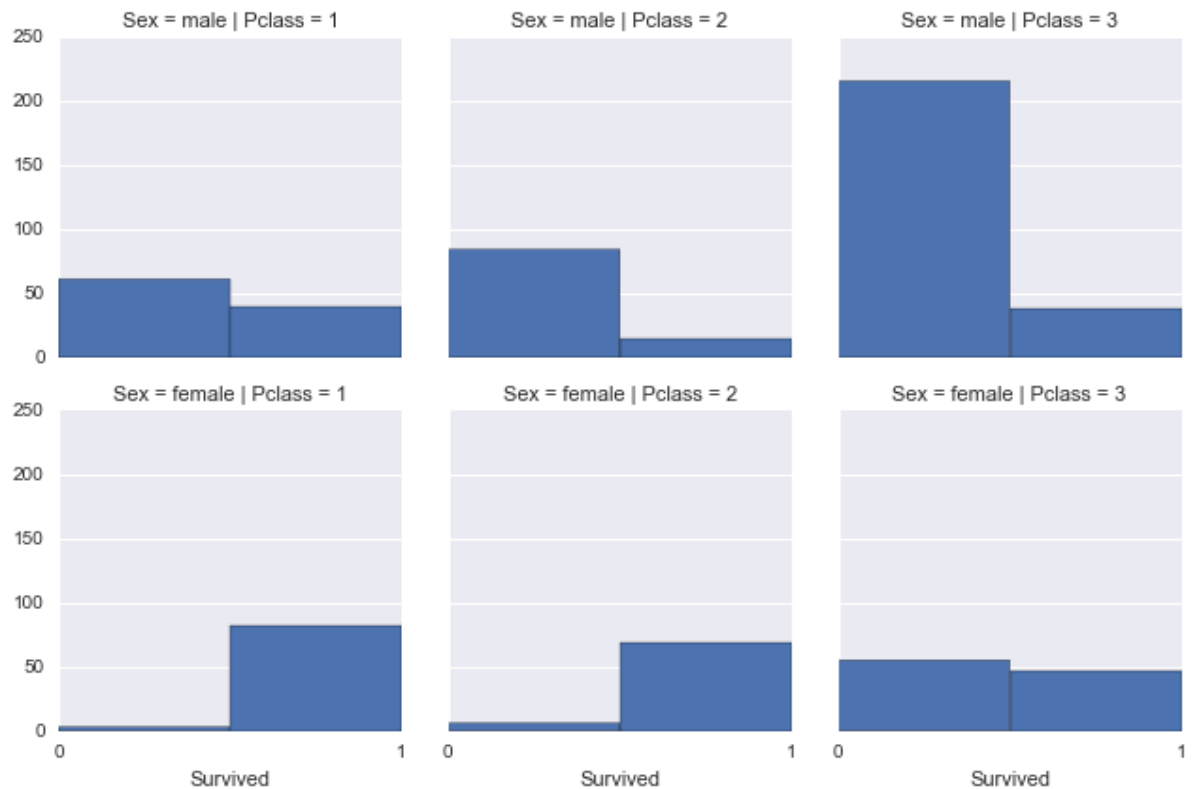 Sex = male | Pclass = 1
Sex = male | Pclass = 2
Sex = male | Pclass = 3
250
200
150
100
50
0
Sex = female | Pclass = 1
Sex = female | Pclass = 2
Sex = female | Pclass = 3
250
200
150
100
50
0
0 1
0 1
0 1
Survived
Survived
Survived